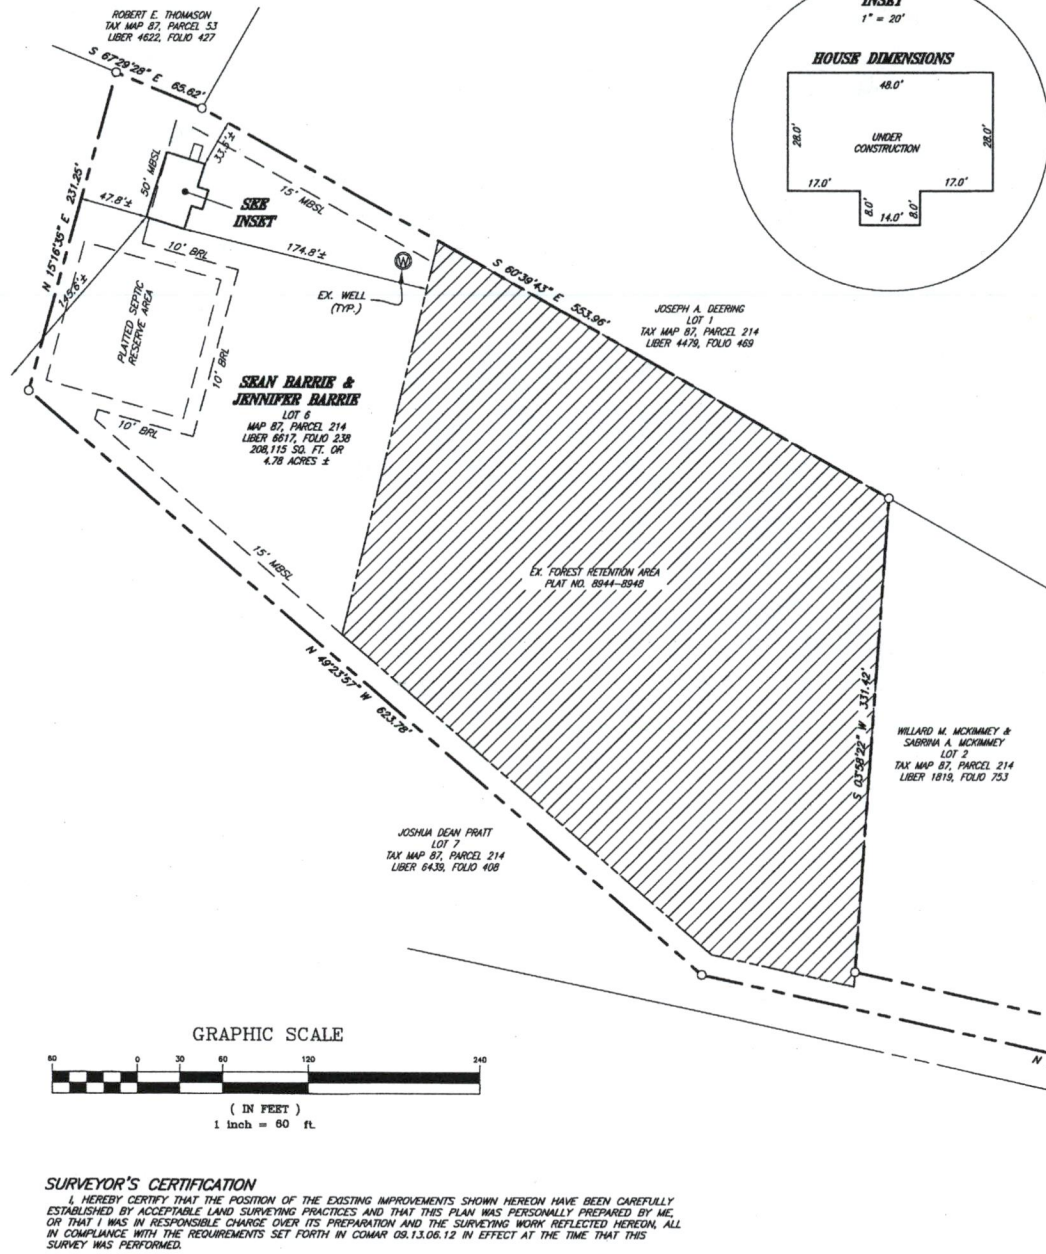 ROBERT E. THOMASON
TAX MAP 87, PARCEL 53
LIBER 4622, FOLIO 427
S 67°29'28" E 65.62'
INSET
1" = 20'
HOUSE DIMENSIONS
48.0'
28.0'
UNDER
CONSTRUCTION
28.0'
17.0'
17.0'
8.0'
14.0'
8.0'
N 15°16'35" E 231.25'
47.8'±
50' MBSL
33.5'±
15' MBSL
SEE
INSET
174.8'±
10' BRL
EX. WELL
(TYP.)
W
145.6'±
PLATTED SEPTIC
RESERVE AREA
10' BRL
10' BRL
S 60°39'43" E 553.96'
JOSEPH A. DEERING
LOT 1
TAX MAP 87, PARCEL 214
LIBER 4479, FOLIO 469
SEAN BARRIE &
JENNIFER BARRIE
LOT 6
MAP 87, PARCEL 214
LIBER 6617, FOLIO 238
208,115 SQ. FT. OR
4.78 ACRES ±
15' MBSL
EX. FOREST RETENTION AREA
PLAT NO. 8944-8948
N 49°23'57" W 623.78'
S 03°58'22" W 331.42'
WILLARD M. MCKIMMEY &
SABRINA A. MCKIMMEY
LOT 2
TAX MAP 87, PARCEL 214
LIBER 1819, FOLIO 753
JOSHUA DEAN PRATT
LOT 7
TAX MAP 87, PARCEL 214
LIBER 6439, FOLIO 408
N
GRAPHIC SCALE
60 0 30 60 120 240
( IN FEET )
1 inch = 60 ft.
SURVEYOR'S CERTIFICATION
I, HEREBY CERTIFY THAT THE POSITION OF THE EXISTING IMPROVEMENTS SHOWN HEREON HAVE BEEN CAREFULLY
ESTABLISHED BY ACCEPTABLE LAND SURVEYING PRACTICES AND THAT THIS PLAN WAS PERSONALLY PREPARED BY ME,
OR THAT I WAS IN RESPONSIBLE CHARGE OVER ITS PREPARATION AND THE SURVEYING WORK REFLECTED HEREON, ALL
IN COMPLIANCE WITH THE REQUIREMENTS SET FORTH IN COMAR 09.13.06.12 IN EFFECT AT THE TIME THAT THIS
SURVEY WAS PERFORMED.